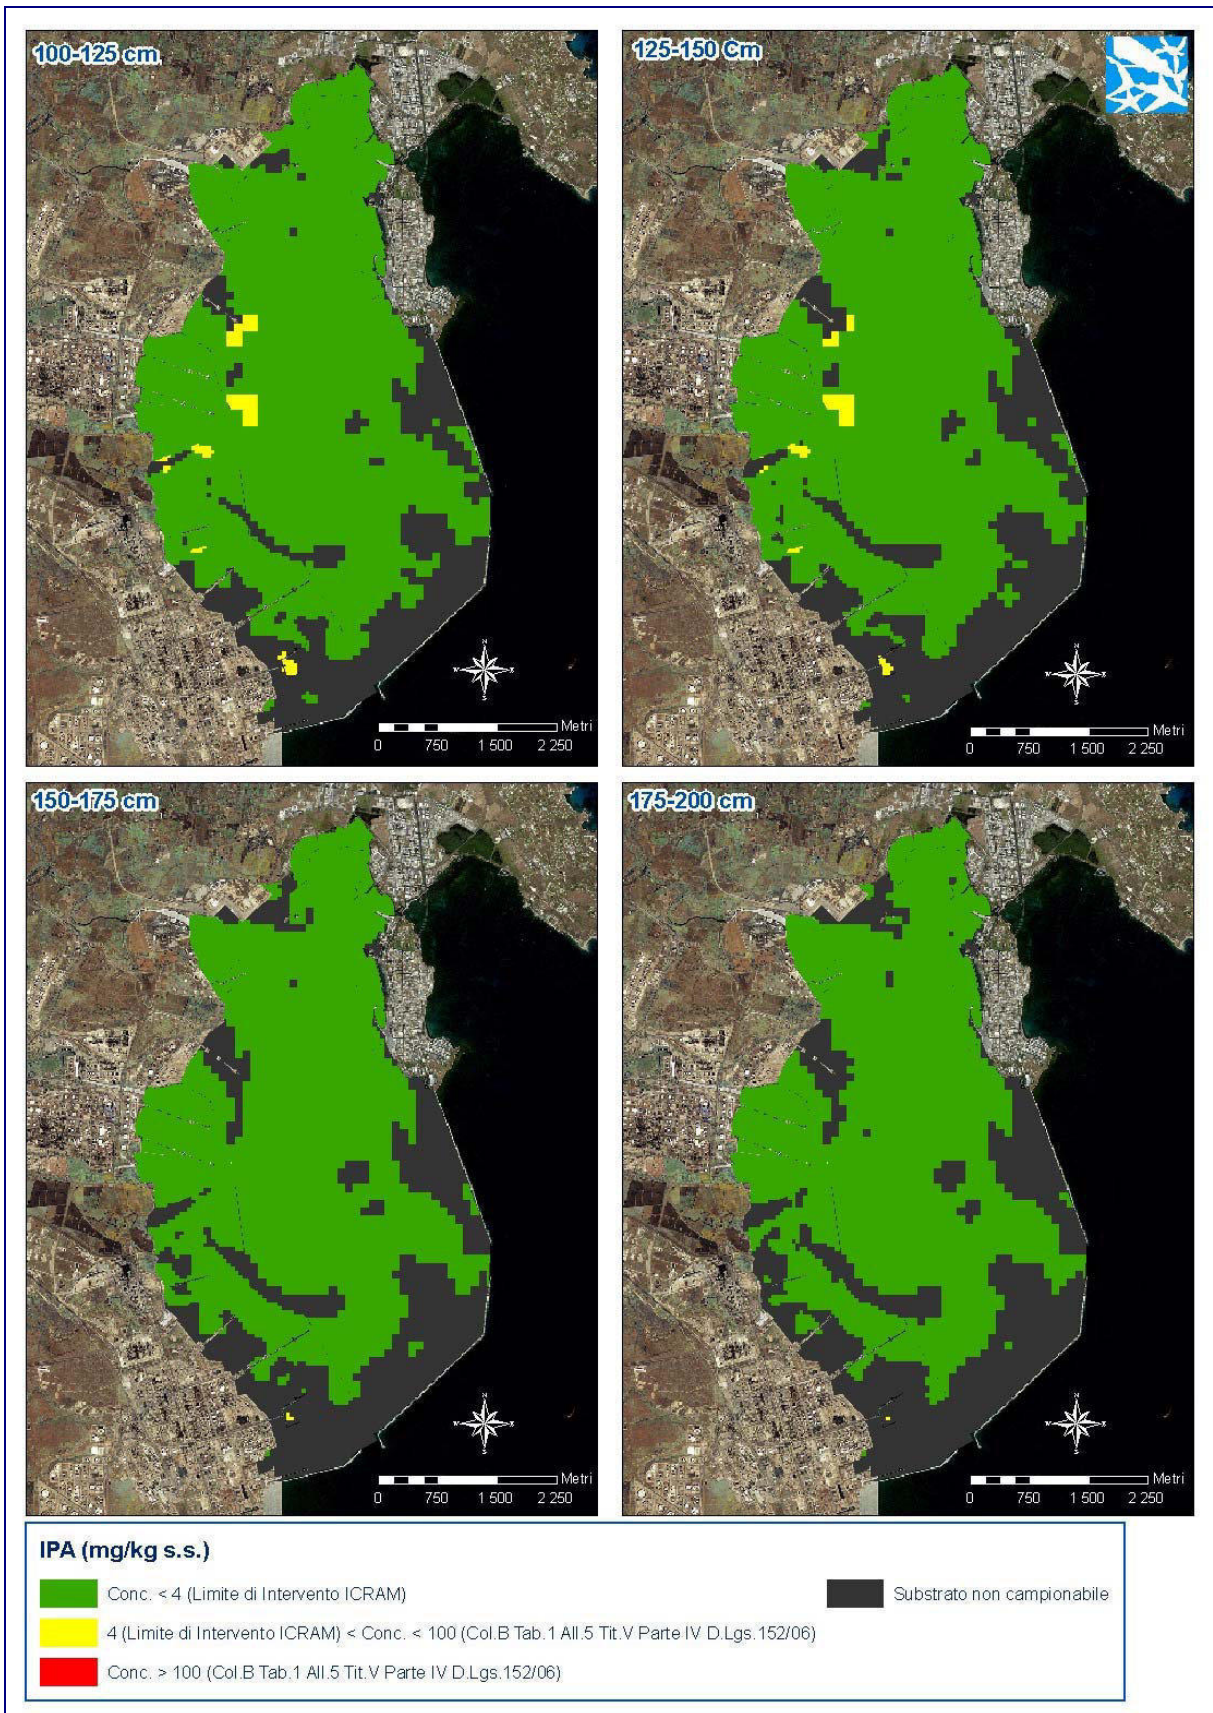 100-125 cm
125-150 Cm
N
W E
S
Metri
0 750 1 500 2 250
N
W E
S
Metri
0 750 1 500 2 250
150-175 cm
175-200 cm
N
W E
S
Metri
0 750 1 500 2 250
N
W E
S
Metri
0 750 1 500 2 250
IPA (mg/kg s.s.)
Conc. < 4 (Limite di Intervento ICRAM)
Substrato non campionabile
4 (Limite di Intervento ICRAM) < Conc. < 100 (Col.B Tab.1 All.5 Tit.V Parte IV D.Lgs.152/06)
Conc. > 100 (Col.B Tab.1 All.5 Tit.V Parte IV D.Lgs.152/06)